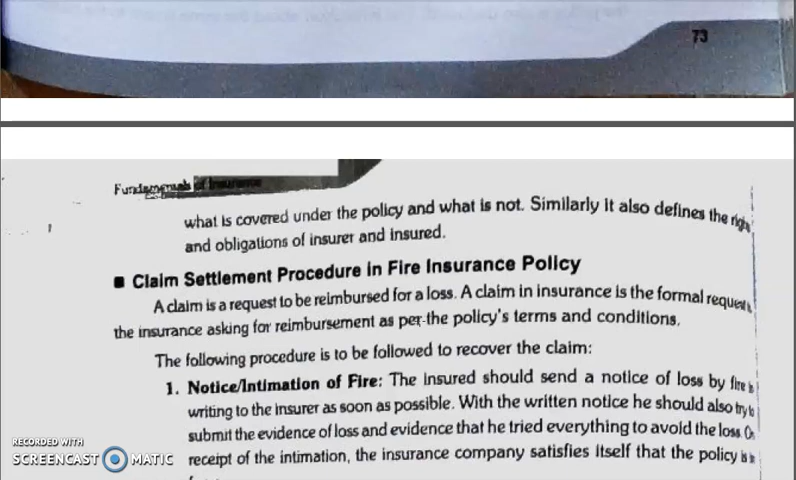 73
Fundamentals of Insurance
what is covered under the policy and what is not. Similarly it also defines the
and obligations of insurer and insured.
■ Claim Settlement Procedure in Fire Insurance Policy
A claim is a request to be reimbursed for a loss. A claim in insurance is the formal
the insurance asking for reimbursement as per the policy's terms and conditions.
The following procedure is to be followed to recover the claim:
1. Notice/Intimation of Fire: The insured should send a notice of loss by fire
writing to the insurer as soon as possible. With the written notice he should also try
submit the evidence of loss and evidence that he tried everything to avoid the loss.
receipt of the intimation, the insurance company satisfies itself that the policy is
RECORDED WITH
SCREENCAST MATIC